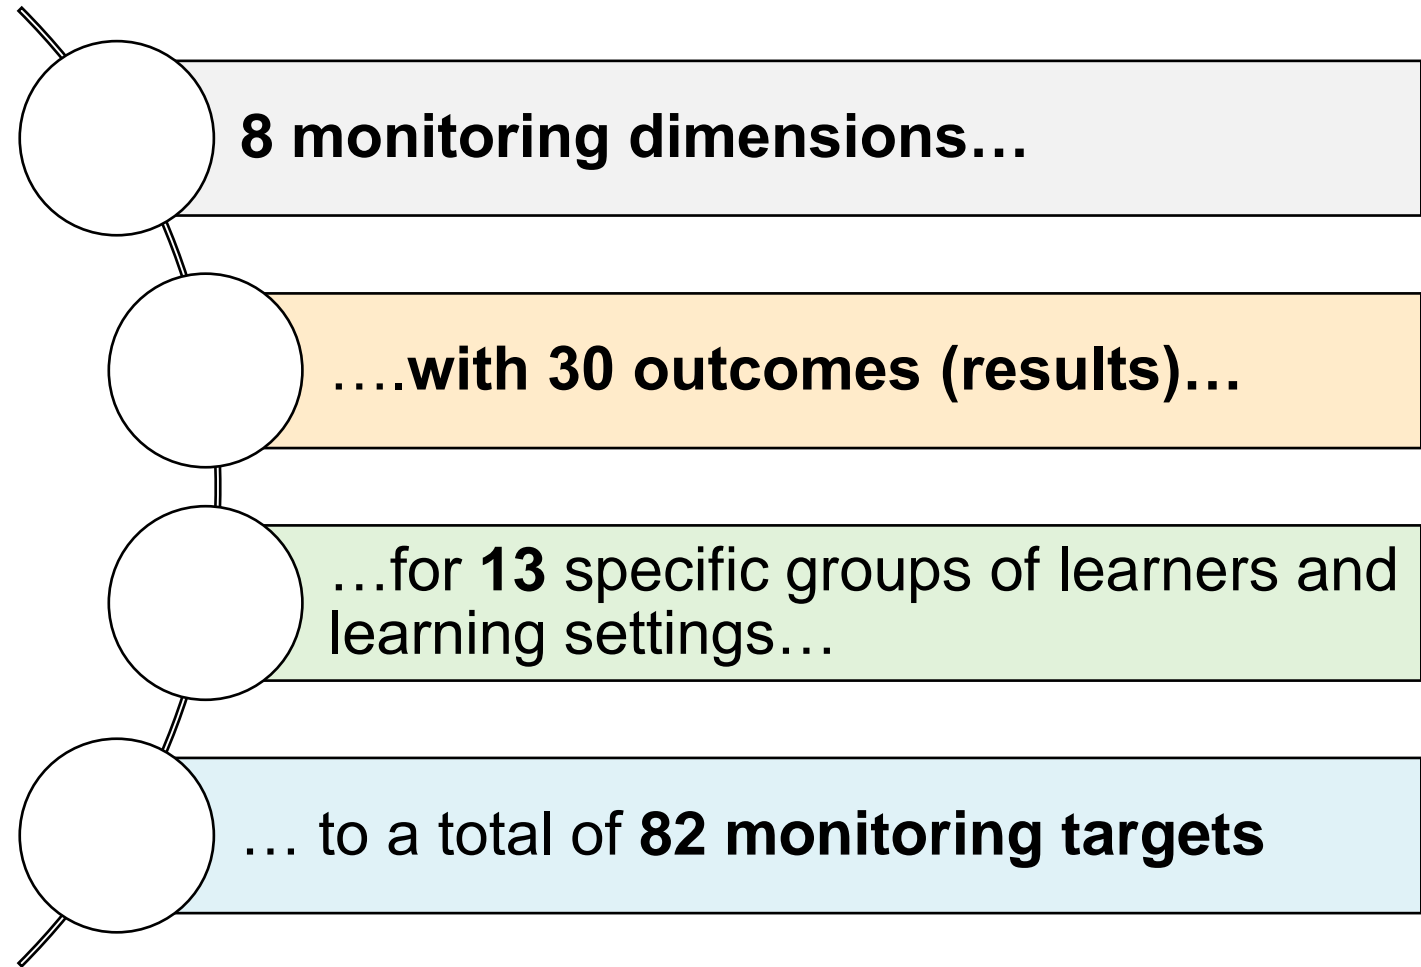 8 monitoring dimensions…
….with 30 outcomes (results)…
…for 13 specific groups of learners and
learning settings…
… to a total of 82 monitoring targets